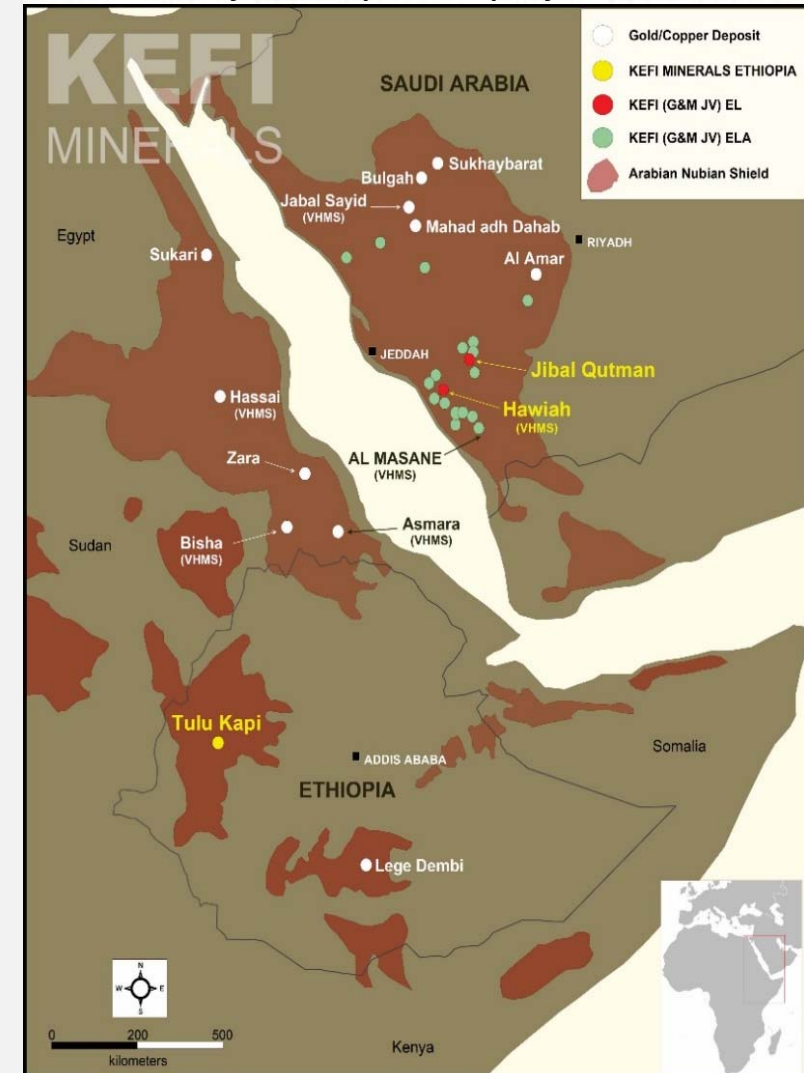 KEFI
MINERALS
SAUDI ARABIA
Gold/Copper Deposit
KEFI MINERALS ETHIOPIA
KEFI (G&M JV) EL
KEFI (G&M JV) ELA
Arabian Nubian Shield
Sukhaybarat
Bulgah
Jabal Sayid
(VHMS)
Mahad adh Dahab
Egypt
RIYADH
Sukari
Al Amar
JEDDAH
Jibal Qutman
Hassai
(VHMS)
Hawiah
(VHMS)
Zara
AL MASANE
(VHMS)
Sudan
Bisha
(VHMS)
Asmara
(VHMS)
Tulu Kapi
ADDIS ABABA
Somalia
ETHIOPIA
Lege Dembi
N
W E
S
0 200 500
kilometers
Kenya